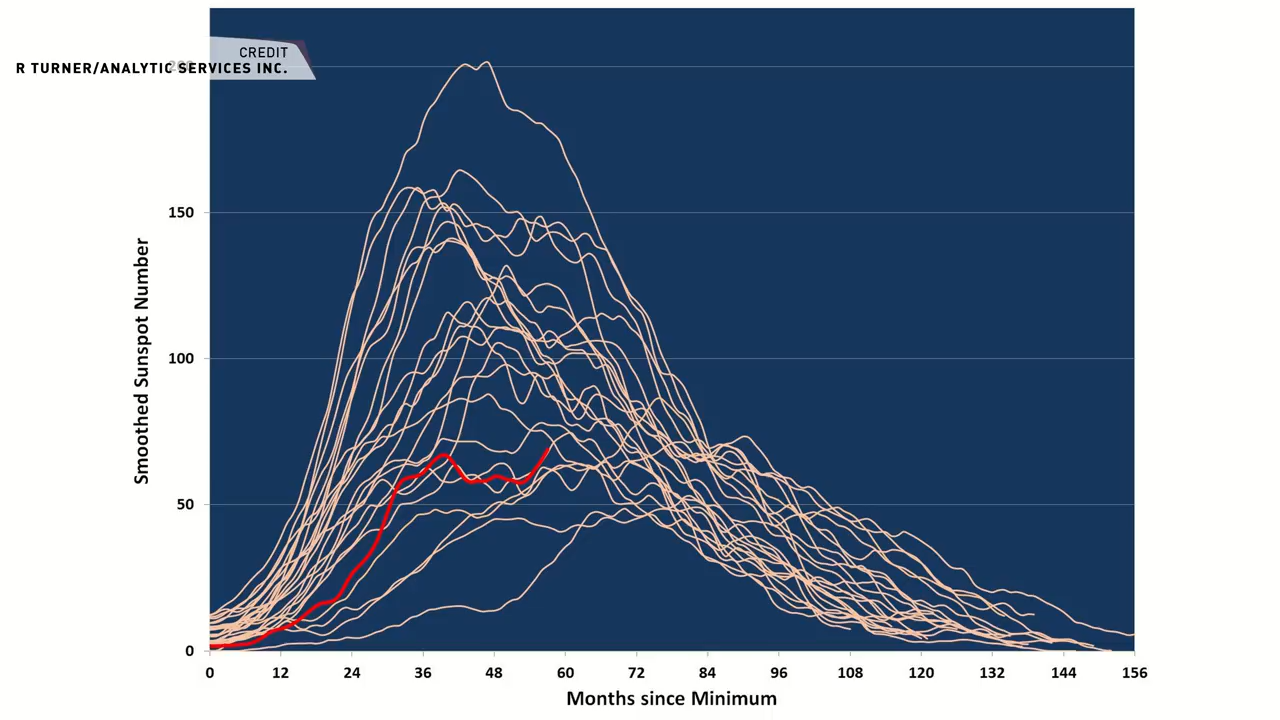 CREDIT
R TURNER/ANALYTIC SERVICES INC.
200
150
100
50
0
Smoothed Sunspot Number
0 12 24 36 48 60 72 84 96 108 120 132 144 156
Months since Minimum